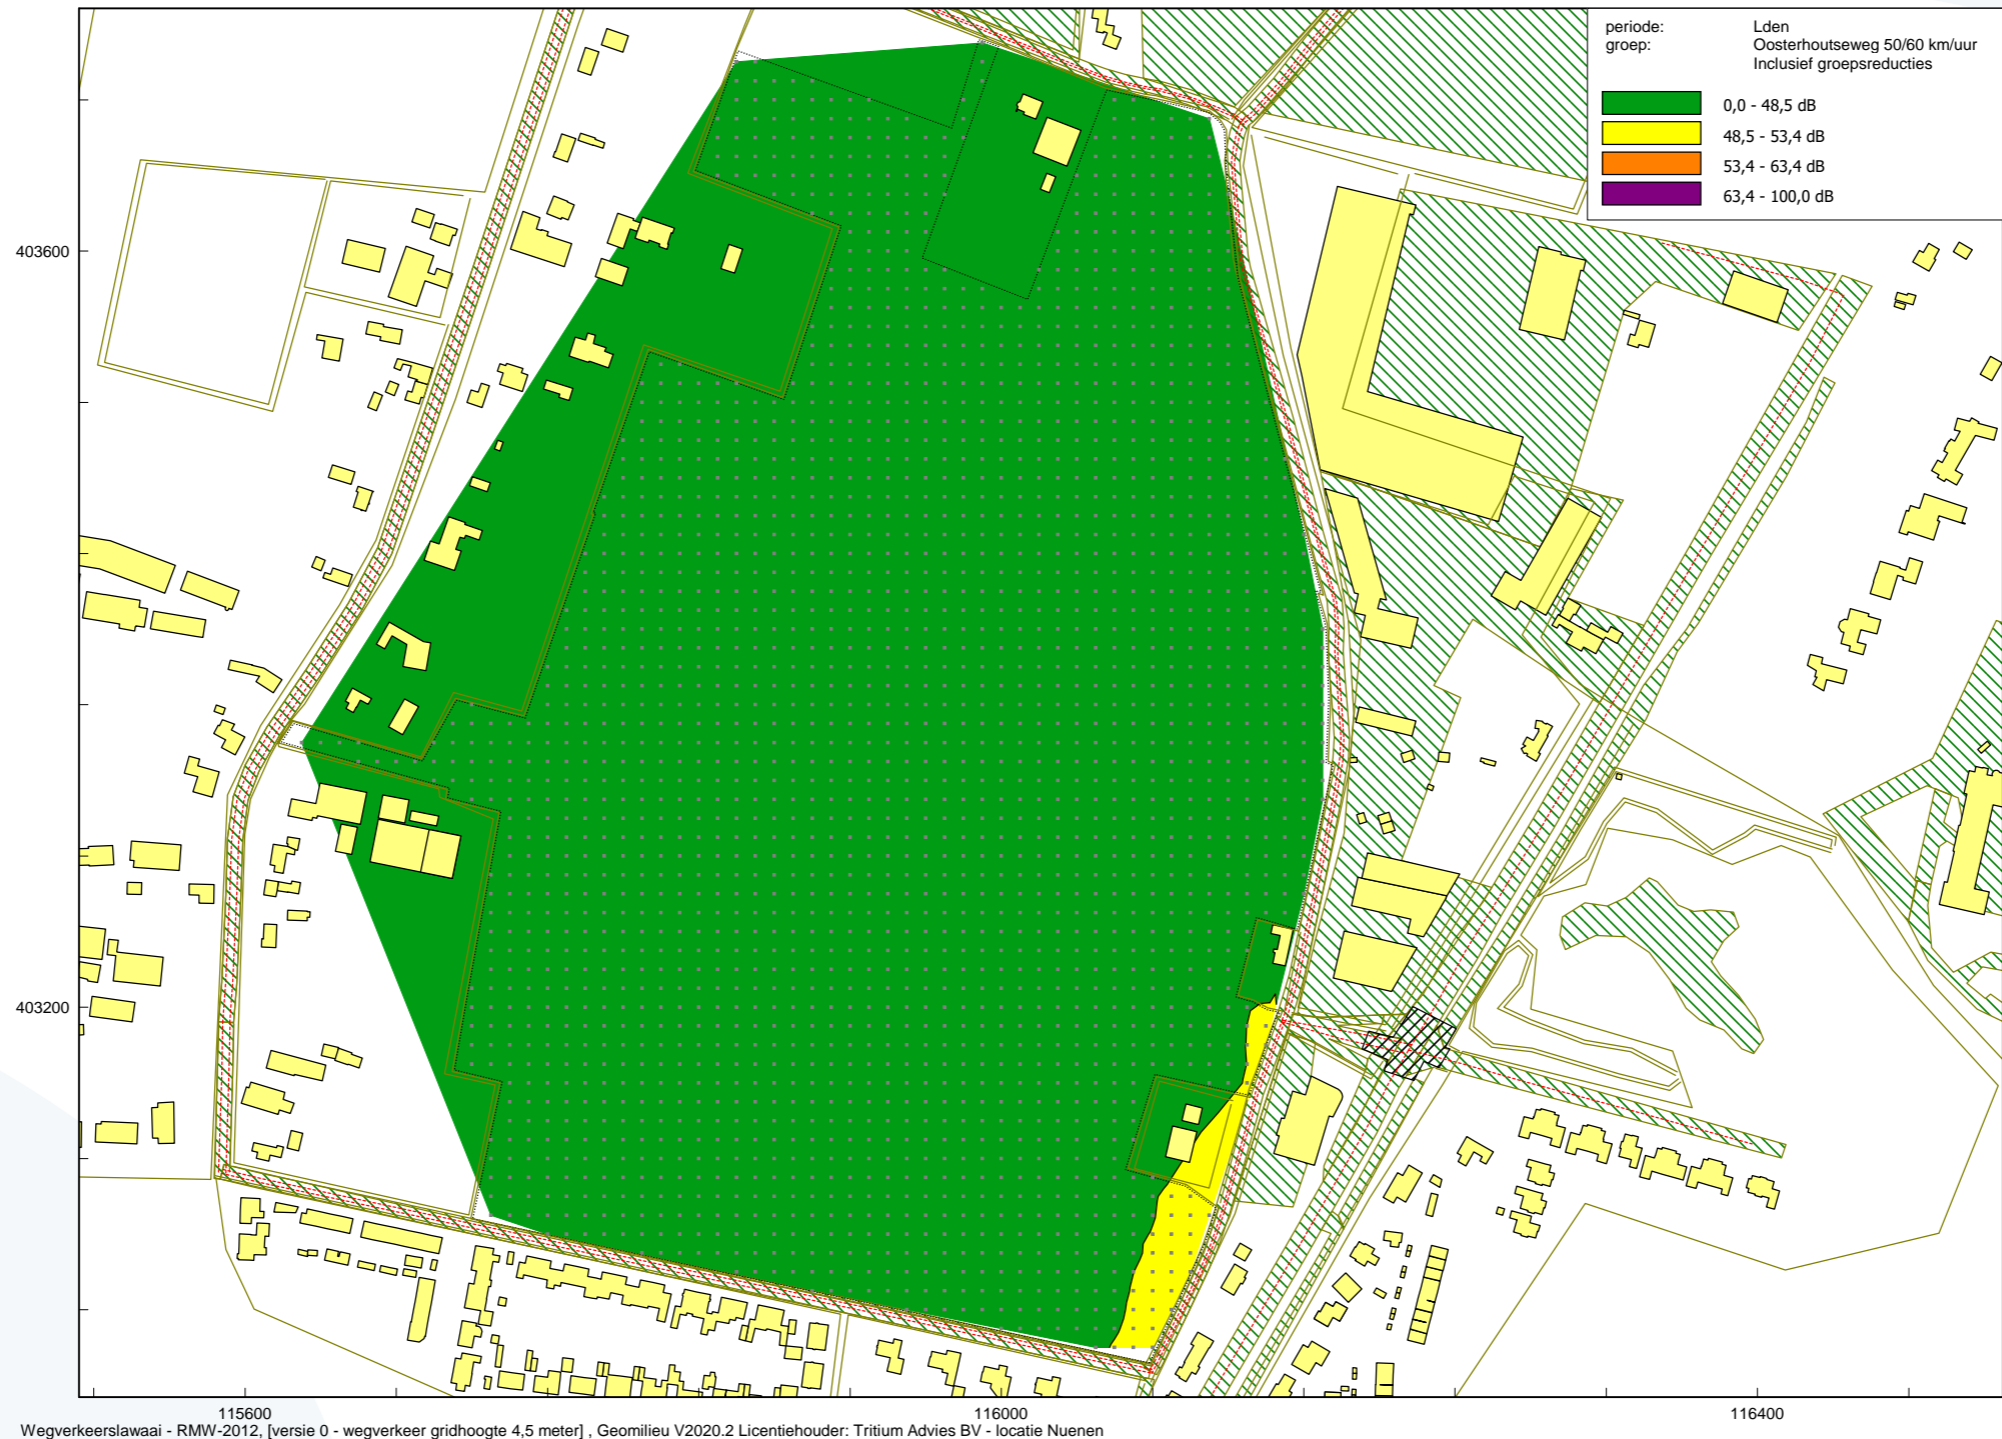 periode: Lden
groep: Oosterhoutseweg 50/60 km/uur
Inclusief groepsreducties
0,0 - 48,5 dB
48,5 - 53,4 dB
53,4 - 63,4 dB
63,4 - 100,0 dB
403600
403200
115600 116000 116400
Wegverkeerslawaai - RMW-2012, [versie 0 - wegverkeer gridhoogte 4,5 meter] , Geomilieu V2020.2 Licentiehouder: Tritium Advies BV - locatie Nuenen